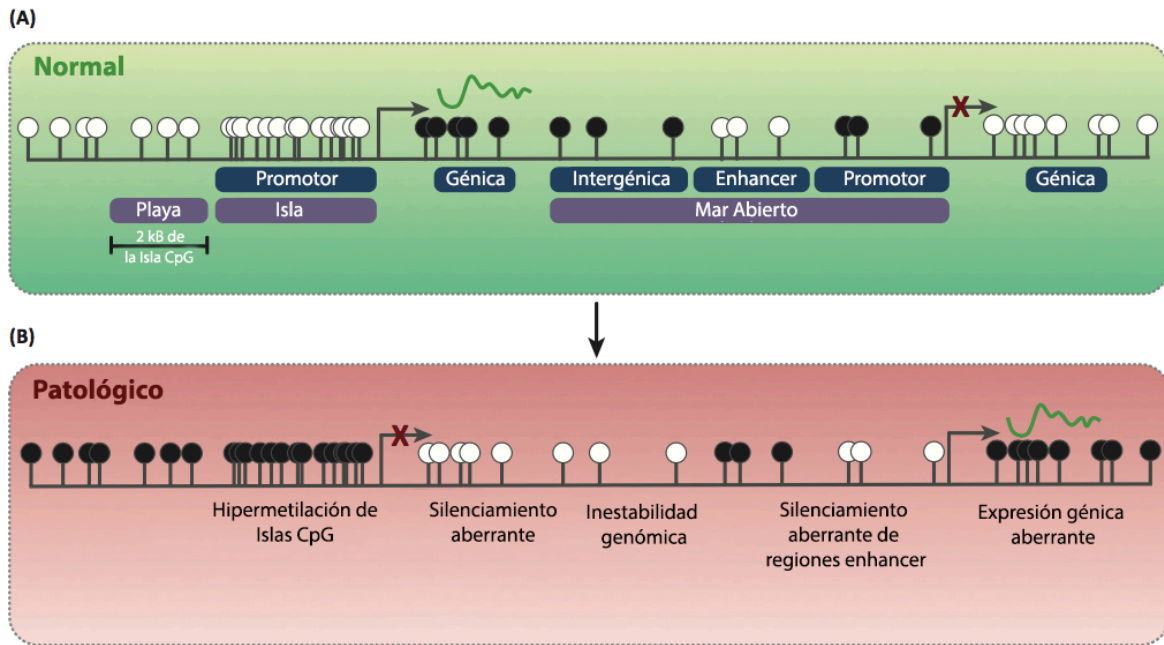 (A)
Normal
X
Promotor
Génica
Intergénica
Enhancer
Promotor
Génica
Playa
Isla
Mar Abierto
2 kB de
la Isla CpG
(B)
Patológico
X
Hipermetilación de
Islas CpG
Silenciamiento
aberrante
Inestabilidad
genómica
Silenciamiento
aberrante de
regiones enhancer
Expresión génica
aberrante